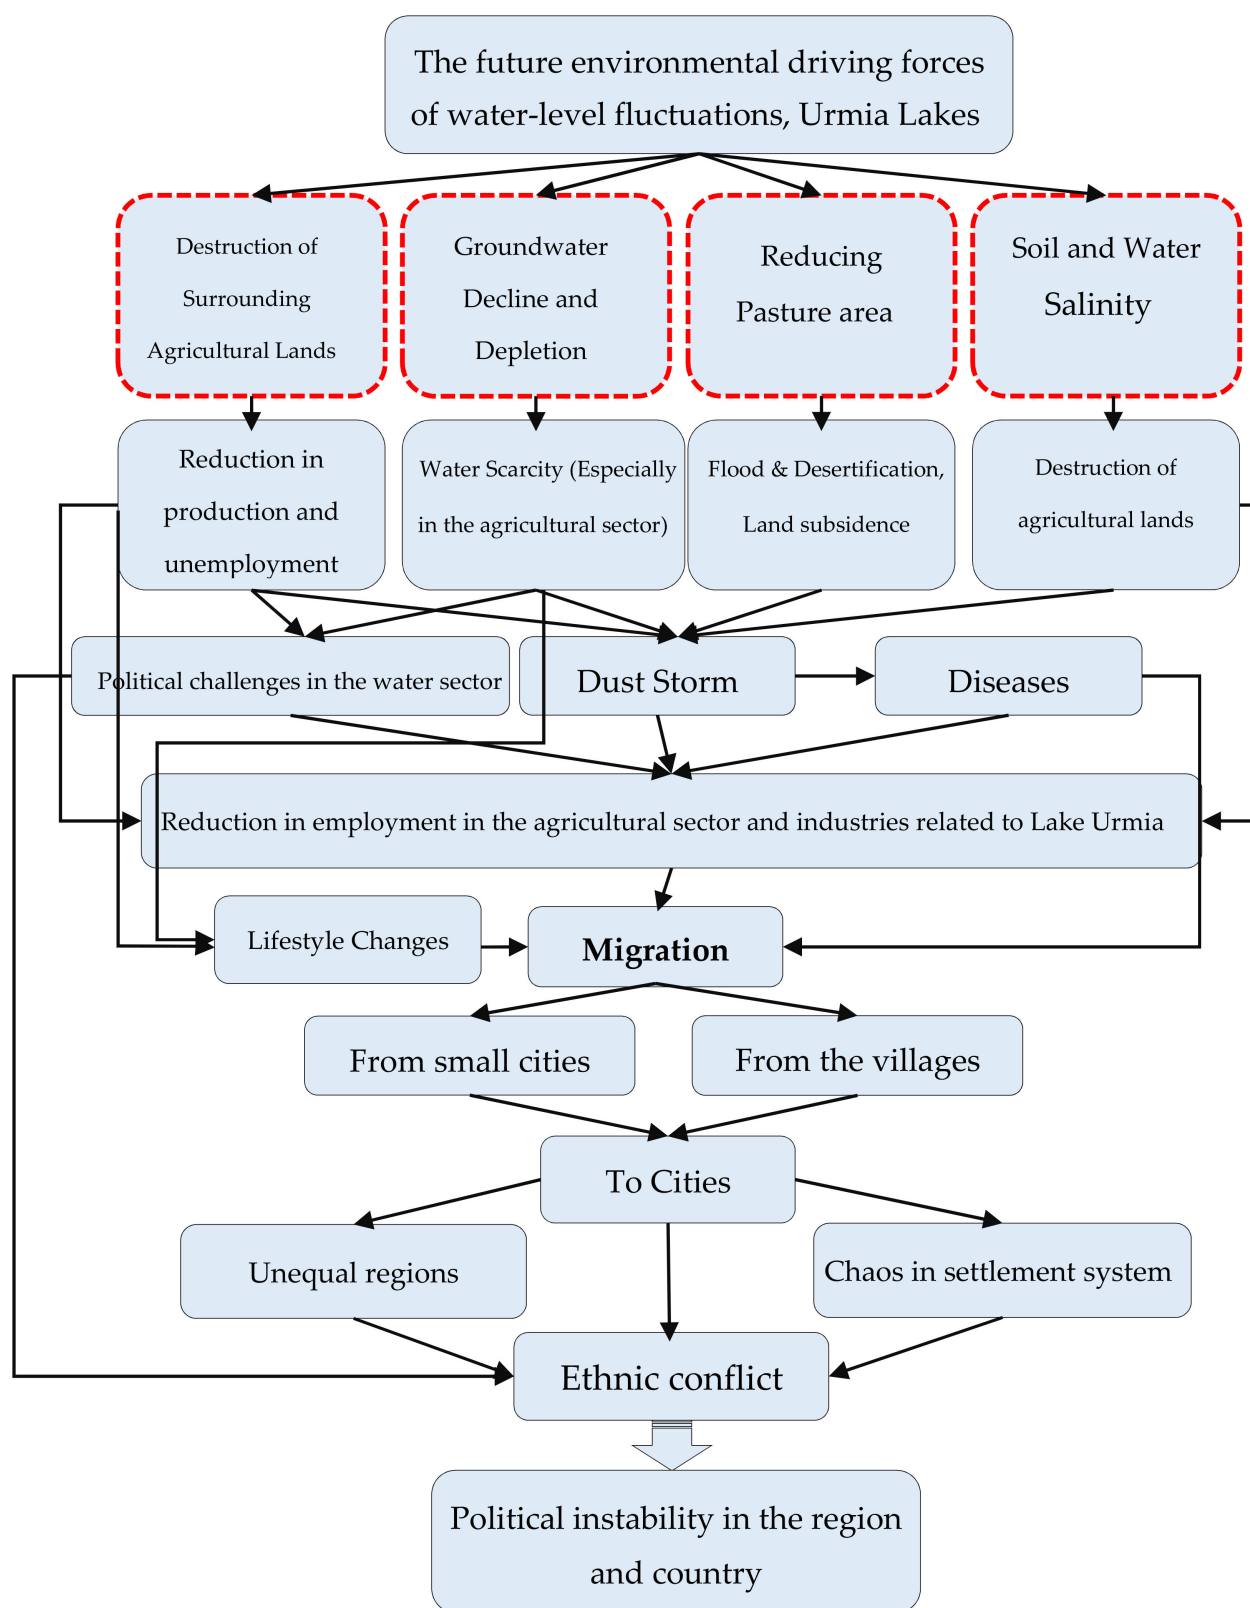 The future environmental driving forces
of water-level fluctuations, Urmia Lakes
Destruction of
Surrounding
Agricultural Lands
Groundwater
Decline and
Depletion
Reducing
Pasture area
Soil and Water
Salinity
Reduction in
production and
unemployment
Water Scarcity (Especially
in the agricultural sector)
Flood & Desertification,
Land subsidence
Destruction of
agricultural lands
Political challenges in the water sector
Dust Storm
Diseases
Reduction in employment in the agricultural sector and industries related to Lake Urmia
Lifestyle Changes
Migration
From small cities
From the villages
To Cities
Unequal regions
Chaos in settlement system
Ethnic conflict
Political instability in the region
and country